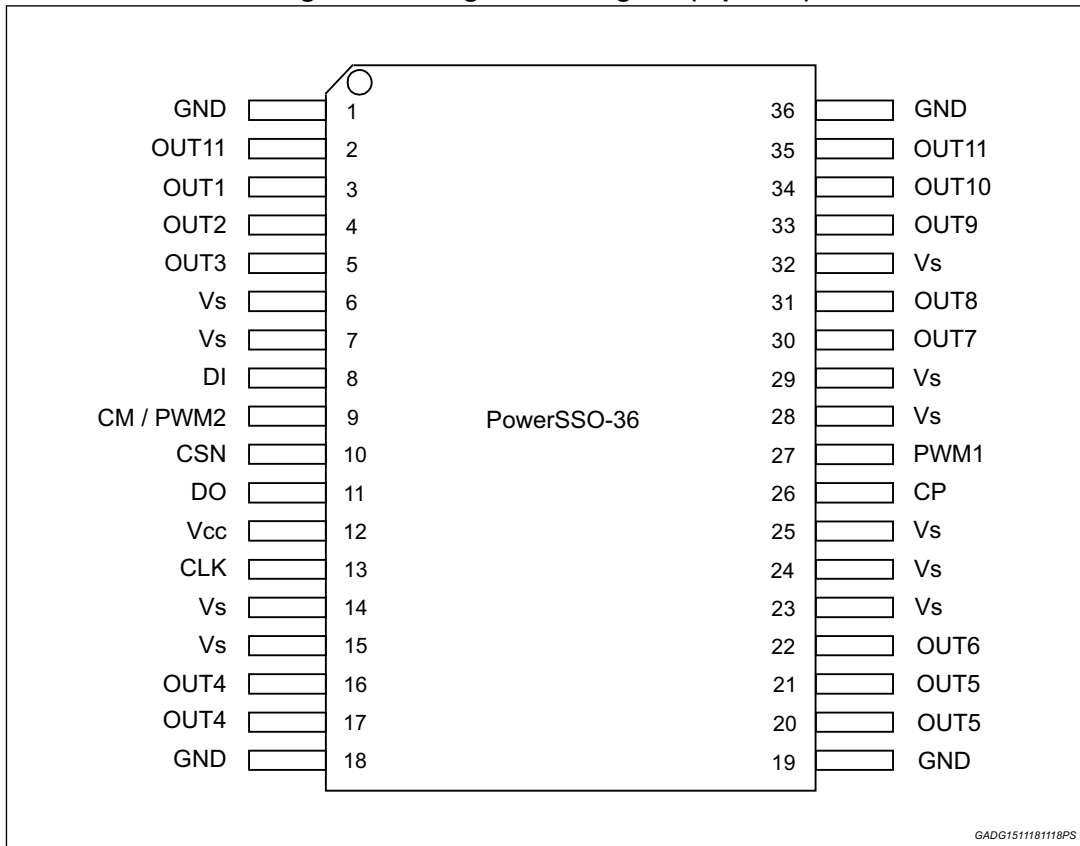 GND 1 36 GND
OUT11 2 35 OUT11
OUT1 3 34 OUT10
OUT2 4 33 OUT9
OUT3 5 32 Vs
Vs 6 31 OUT8
Vs 7 30 OUT7
DI 8 29 Vs
CM / PWM2 9 PowerSSO-36 28 Vs
CSN 10 27 PWM1
DO 11 26 CP
Vcc 12 25 Vs
CLK 13 24 Vs
Vs 14 23 Vs
Vs 15 22 OUT6
OUT4 16 21 OUT5
OUT4 17 20 OUT5
GND 18 19 GND
GADG1511181118PS